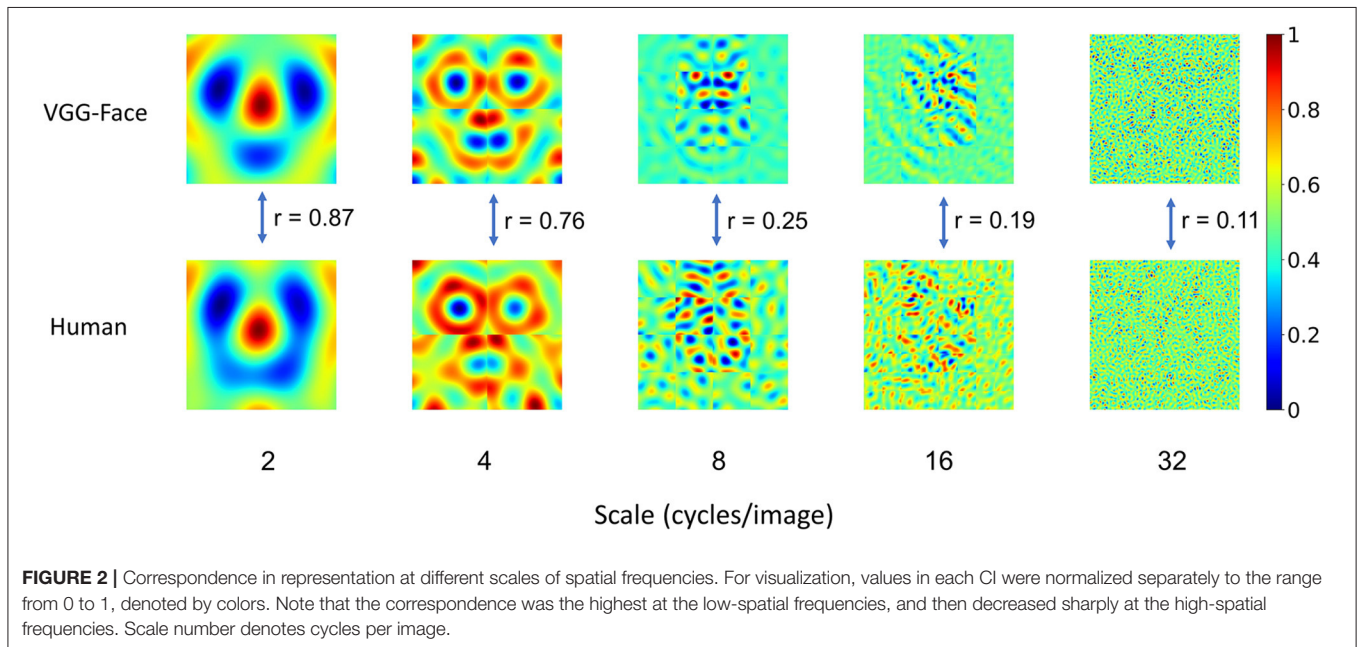 VGG-Face
1
0.8
0.6
0.4
0.2
0
r = 0.87 r = 0.76 r = 0.25 r = 0.19 r = 0.11
Human
2 4 8 16 32
Scale (cycles/image)
FIGURE 2 | Correspondence in representation at different scales of spatial frequencies. For visualization, values in each CI were normalized separately to the range
from 0 to 1, denoted by colors. Note that the correspondence was the highest at the low-spatial frequencies, and then decreased sharply at the high-spatial
frequencies. Scale number denotes cycles per image.